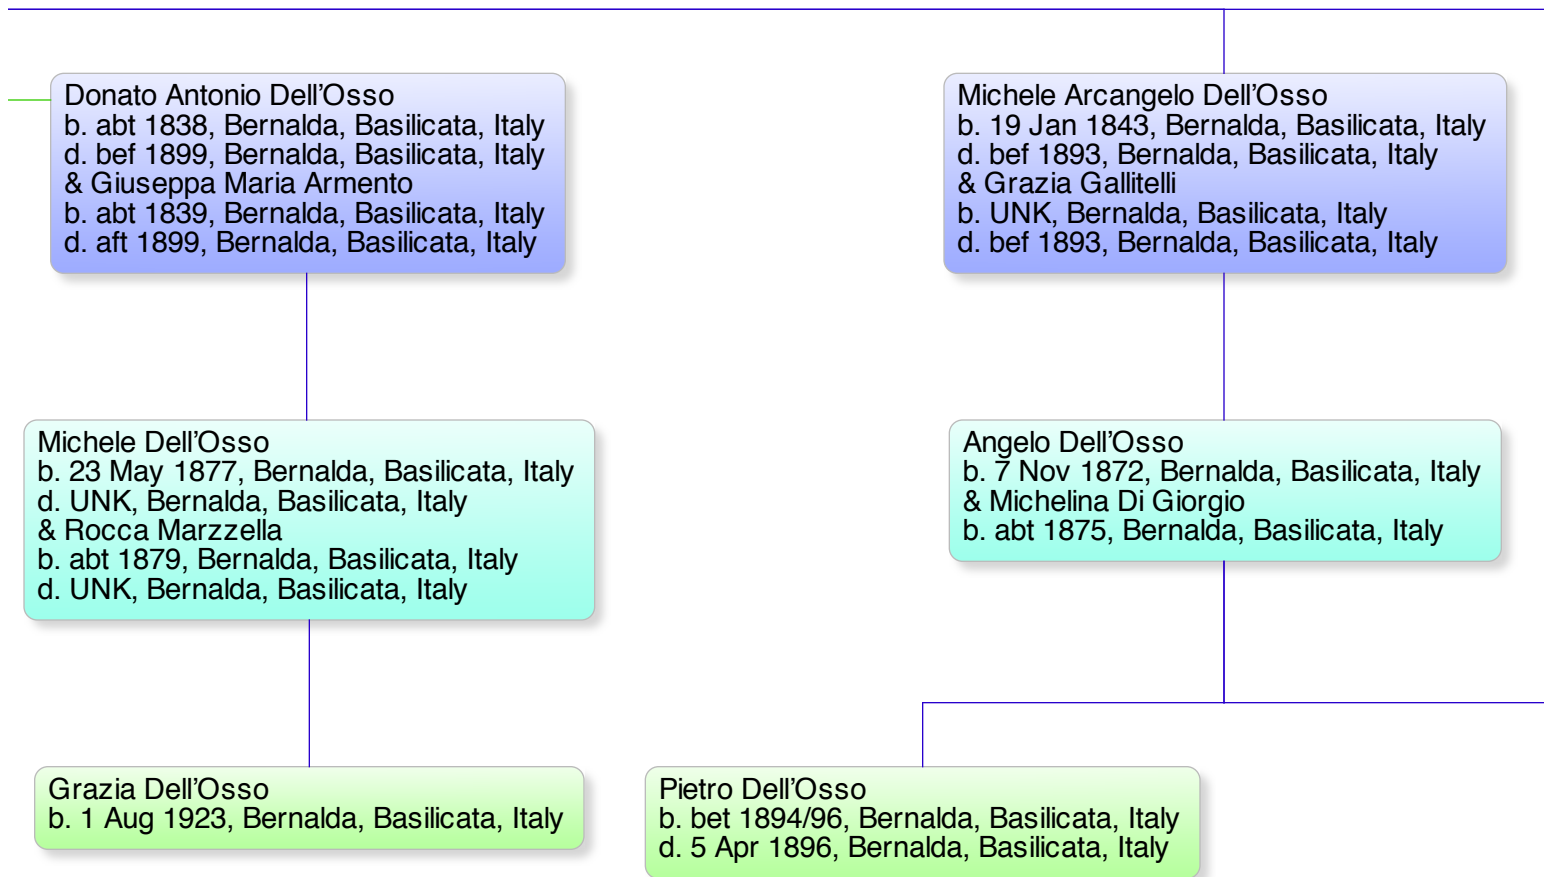 Donato Antonio Dell’Osso
b. abt 1838, Bernalda, Basilicata, Italy
d. bef 1899, Bernalda, Basilicata, Italy
& Giuseppa Maria Armento
b. abt 1839, Bernalda, Basilicata, Italy
d. aft 1899, Bernalda, Basilicata, Italy
Michele Arcangelo Dell’Osso
b. 19 Jan 1843, Bernalda, Basilicata, Italy
d. bef 1893, Bernalda, Basilicata, Italy
& Grazia Gallitelli
b. UNK, Bernalda, Basilicata, Italy
d. bef 1893, Bernalda, Basilicata, Italy
Michele Dell’Osso
b. 23 May 1877, Bernalda, Basilicata, Italy
d. UNK, Bernalda, Basilicata, Italy
& Rocca Marzzella
b. abt 1879, Bernalda, Basilicata, Italy
d. UNK, Bernalda, Basilicata, Italy
Angelo Dell’Osso
b. 7 Nov 1872, Bernalda, Basilicata, Italy
& Michelina Di Giorgio
b. abt 1875, Bernalda, Basilicata, Italy
Grazia Dell’Osso
b. 1 Aug 1923, Bernalda, Basilicata, Italy
Pietro Dell’Osso
b. bet 1894/96, Bernalda, Basilicata, Italy
d. 5 Apr 1896, Bernalda, Basilicata, Italy